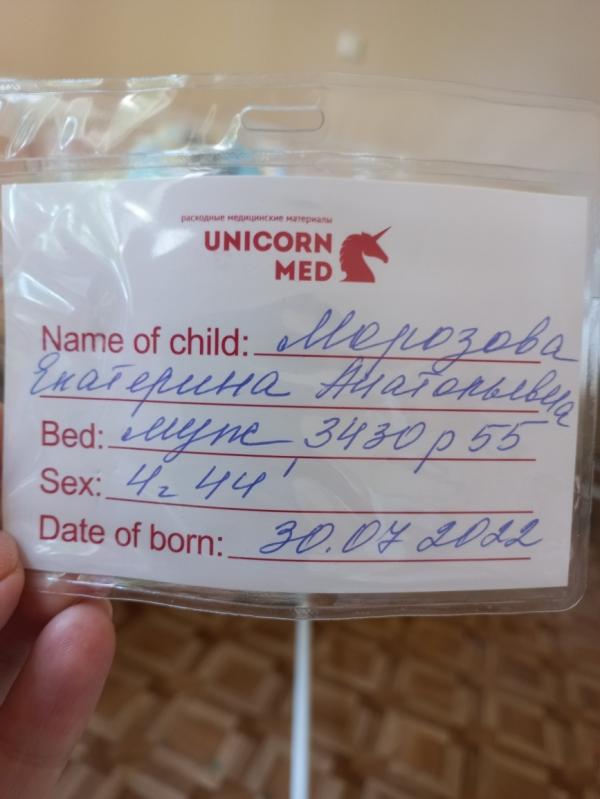 расходные медицинские материалы
UNICORN
MED
Name of child: Морозова
Екатерина Анатольевна
Bed: муж, 3430 р 55
Sex: 4ч 44'
Date of born: 30.07 2022